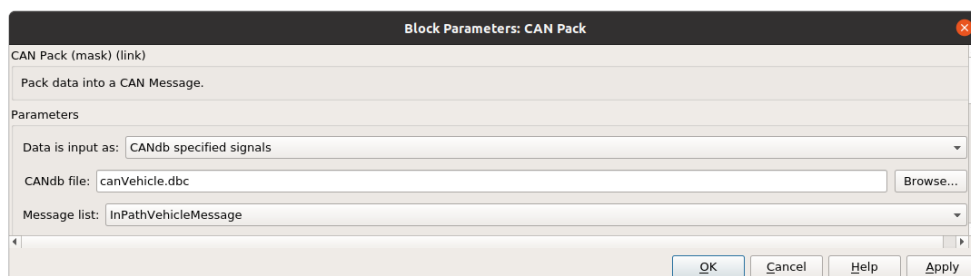 Block Parameters: CAN Pack
CAN Pack (mask) (link)
Pack data into a CAN Message.
Parameters
Data is input as: CANdb specified signals
CANdb file: canVehicle.dbc Browse...
Message list: InPathVehicleMessage
OK Cancel Help Apply